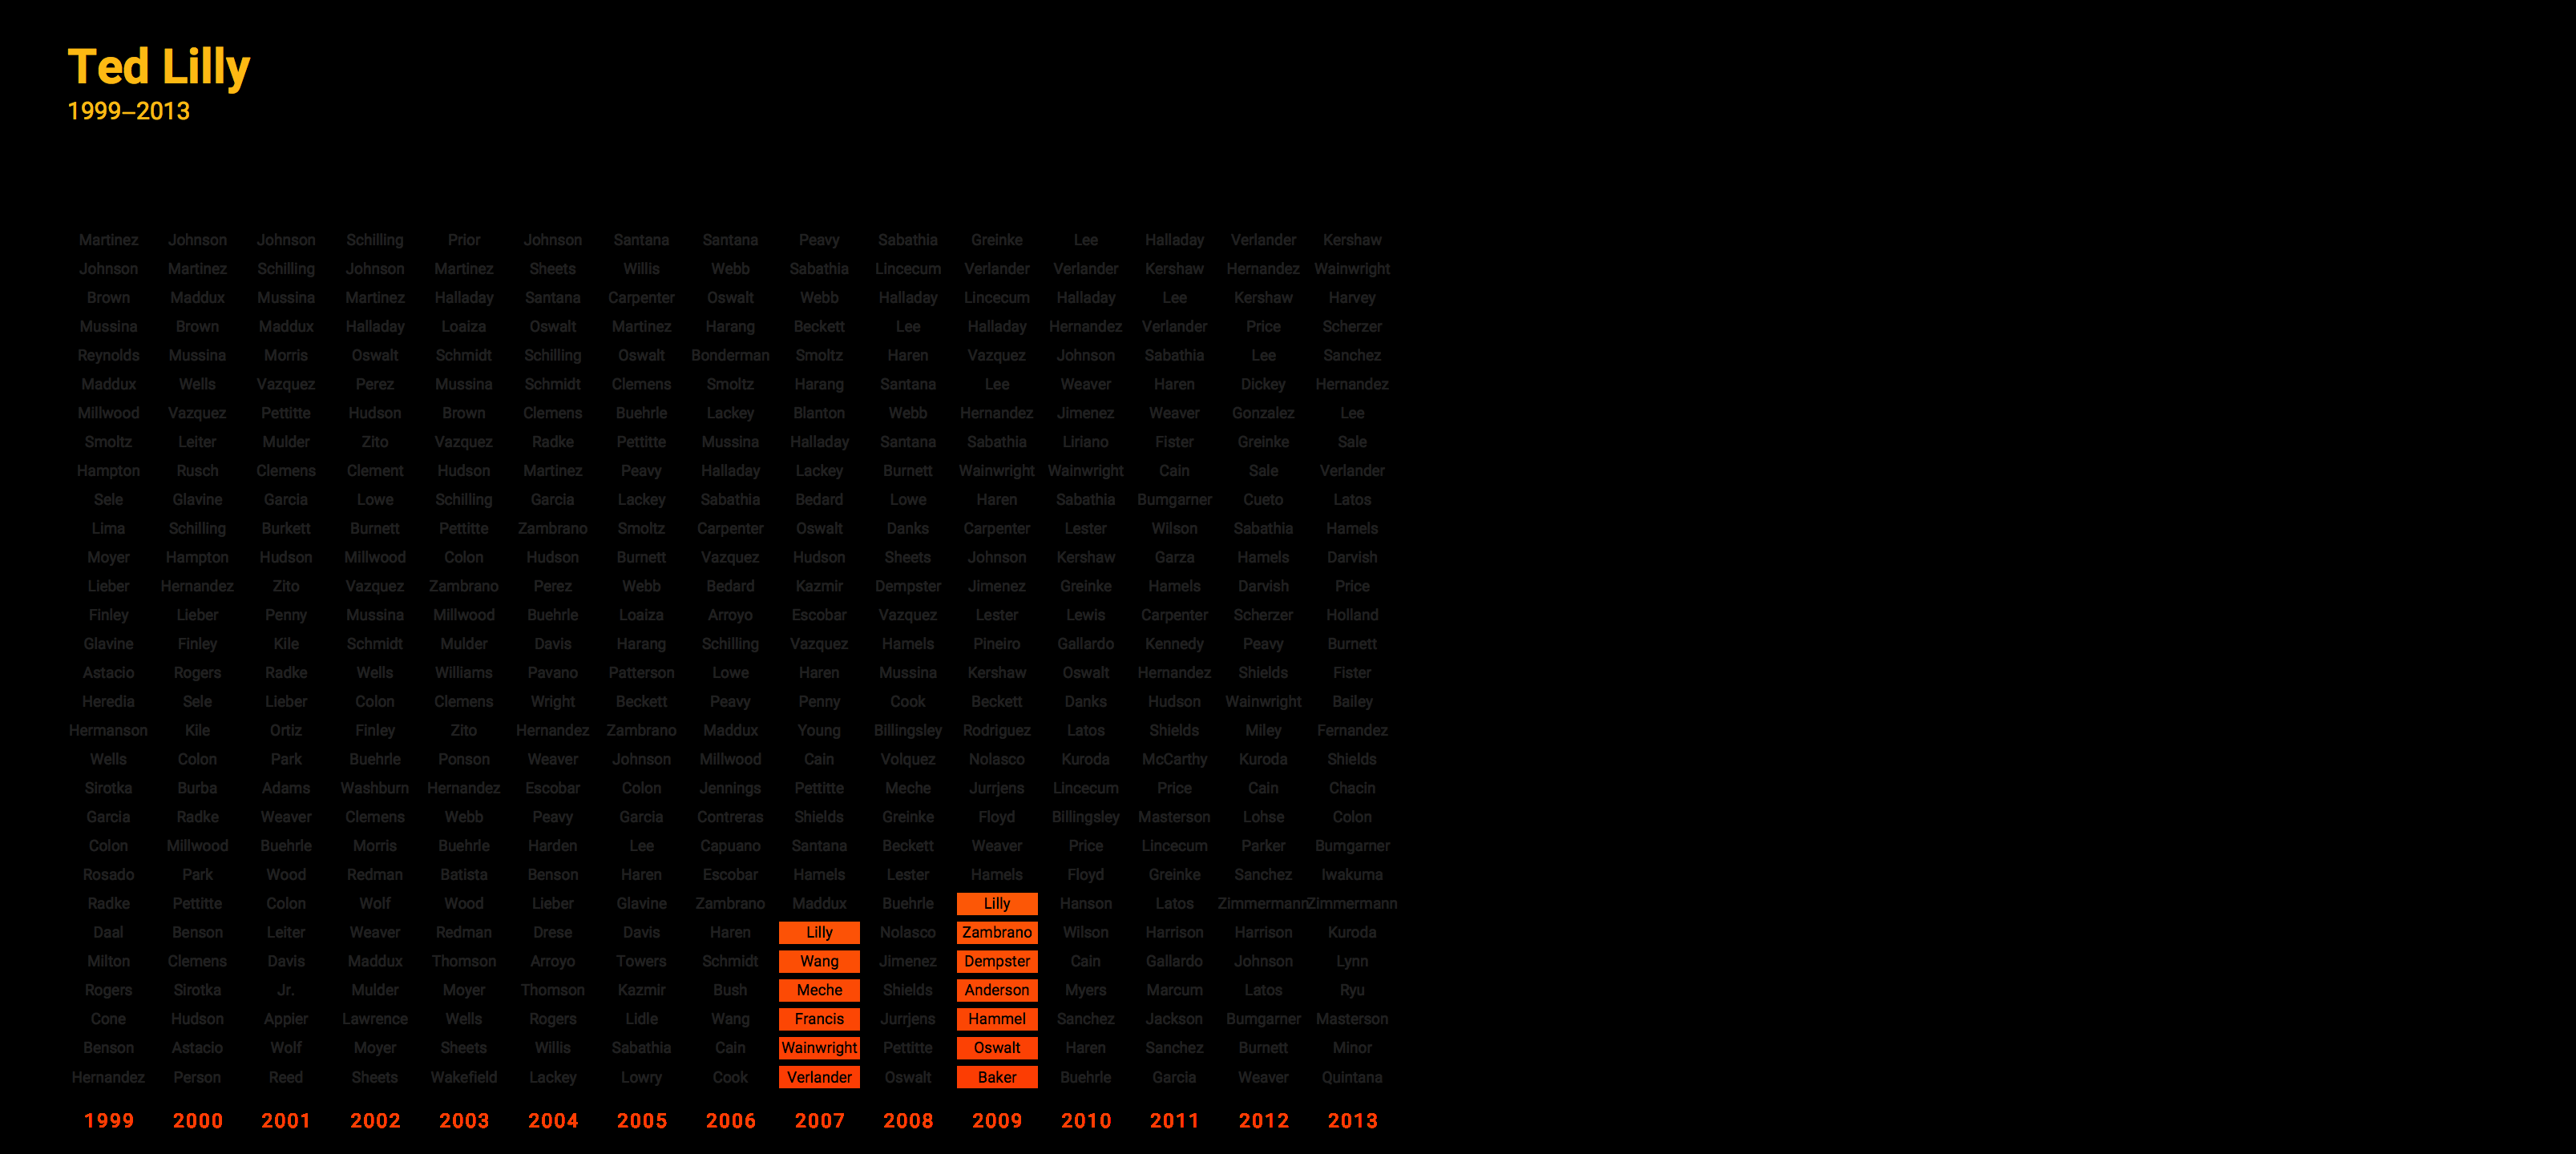 Ted Lilly
1999–2013
Martinez Johnson Johnson Schilling Prior Johnson Santana Santana Peavy Sabathia Greinke Lee Halladay Verlander Kershaw
Johnson Martinez Schilling Johnson Martinez Sheets Willis Webb Sabathia Lincecum Verlander Verlander Kershaw Hernandez Wainwright
Brown Maddux Mussina Martinez Halladay Santana Carpenter Oswalt Webb Halladay Lincecum Halladay Lee Kershaw Harvey
Mussina Brown Maddux Halladay Loaiza Oswalt Martinez Harang Beckett Lee Halladay Hernandez Verlander Price Scherzer
Reynolds Mussina Morris Oswalt Schmidt Schilling Oswalt Bonderman Smoltz Haren Vazquez Johnson Sabathia Lee Sanchez
Maddux Wells Vazquez Perez Mussina Schmidt Clemens Smoltz Harang Santana Lee Weaver Haren Dickey Hernandez
Millwood Vazquez Pettitte Hudson Brown Clemens Buehrle Lackey Blanton Webb Hernandez Jimenez Weaver Gonzalez Lee
Smoltz Leiter Mulder Zito Vazquez Radke Pettitte Mussina Halladay Santana Sabathia Liriano Fister Greinke Sale
Hampton Rusch Clemens Clement Hudson Martinez Peavy Halladay Lackey Burnett Wainwright Wainwright Cain Sale Verlander
Sele Glavine Garcia Lowe Schilling Garcia Lackey Sabathia Bedard Lowe Haren Sabathia Bumgarner Cueto Latos
Lima Schilling Burkett Burnett Pettitte Zambrano Smoltz Carpenter Oswalt Danks Carpenter Lester Wilson Sabathia Hamels
Moyer Hampton Hudson Millwood Colon Hudson Burnett Vazquez Hudson Sheets Johnson Kershaw Garza Hamels Darvish
Lieber Hernandez Zito Vazquez Zambrano Perez Webb Bedard Kazmir Dempster Jimenez Greinke Hamels Darvish Price
Finley Lieber Penny Mussina Millwood Buehrle Loaiza Arroyo Escobar Vazquez Lester Lewis Carpenter Scherzer Holland
Glavine Finley Kile Schmidt Mulder Davis Harang Schilling Vazquez Hamels Pineiro Gallardo Kennedy Peavy Burnett
Astacio Rogers Radke Wells Williams Pavano Patterson Lowe Haren Mussina Kershaw Oswalt Hernandez Shields Fister
Heredia Sele Lieber Colon Clemens Wright Beckett Peavy Penny Cook Beckett Danks Hudson Wainwright Bailey
Hermanson Kile Ortiz Finley Zito Hernandez Zambrano Maddux Young Billingsley Rodriguez Latos Shields Miley Fernandez
Wells Colon Park Buehrle Ponson Weaver Johnson Millwood Cain Volquez Nolasco Kuroda McCarthy Kuroda Shields
Sirotka Burba Adams Washburn Hernandez Escobar Colon Jennings Pettitte Meche Jurrjens Lincecum Price Cain Chacin
Garcia Radke Weaver Clemens Webb Peavy Garcia Contreras Shields Greinke Floyd Billingsley Masterson Lohse Colon
Colon Millwood Buehrle Morris Buehrle Harden Lee Capuano Santana Beckett Weaver Price Lincecum Parker Bumgarner
Rosado Park Wood Redman Batista Benson Haren Escobar Hamels Lester Hamels Floyd Greinke Sanchez Iwakuma
Radke Pettitte Colon Wolf Wood Lieber Glavine Zambrano Maddux Buehrle Lilly Hanson Latos Zimmermann Zimmermann
Daal Benson Leiter Weaver Redman Drese Davis Haren Lilly Nolasco Zambrano Wilson Harrison Harrison Kuroda
Milton Clemens Davis Maddux Thomson Arroyo Towers Schmidt Wang Jimenez Dempster Cain Gallardo Johnson Lynn
Rogers Sirotka Jr. Mulder Moyer Thomson Kazmir Bush Meche Shields Anderson Myers Marcum Latos Ryu
Cone Hudson Appier Lawrence Wells Rogers Lidle Wang Francis Jurrjens Hammel Sanchez Jackson Bumgarner Masterson
Benson Astacio Wolf Moyer Sheets Willis Sabathia Cain Wainwright Pettitte Oswalt Haren Sanchez Burnett Minor
Hernandez Person Reed Sheets Wakefield Lackey Lowry Cook Verlander Oswalt Baker Buehrle Garcia Weaver Quintana
1999 2000 2001 2002 2003 2004 2005 2006 2007 2008 2009 2010 2011 2012 2013